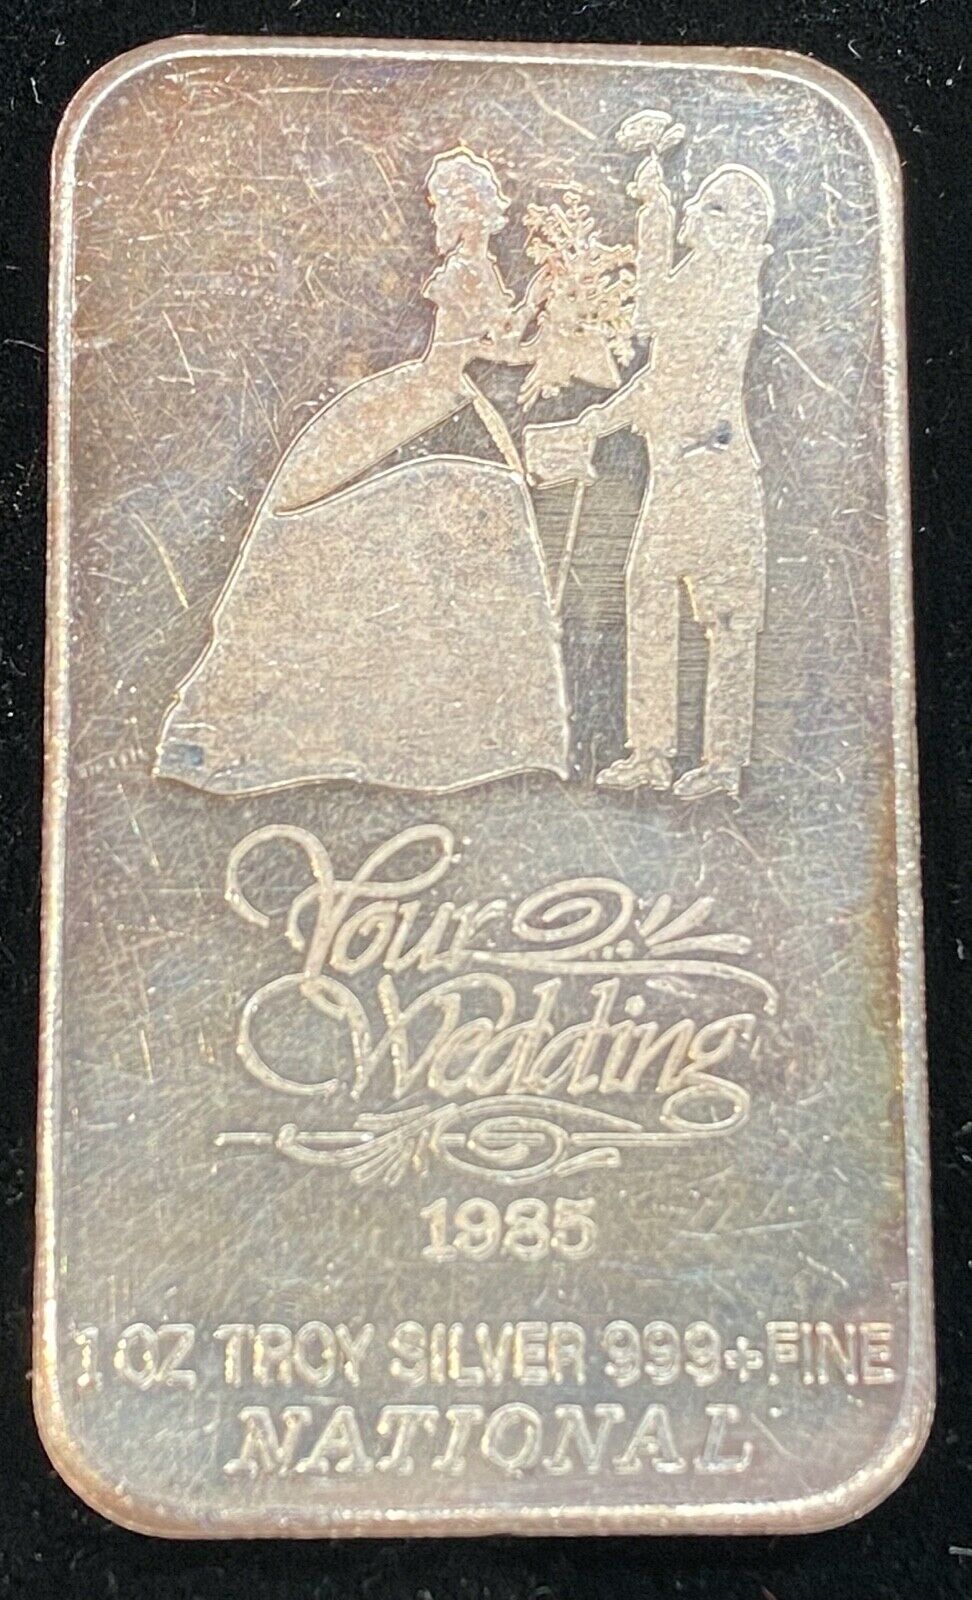 Your
Wedding
1985
1 OZ TROY SILVER 999+FINE
NATIONAL